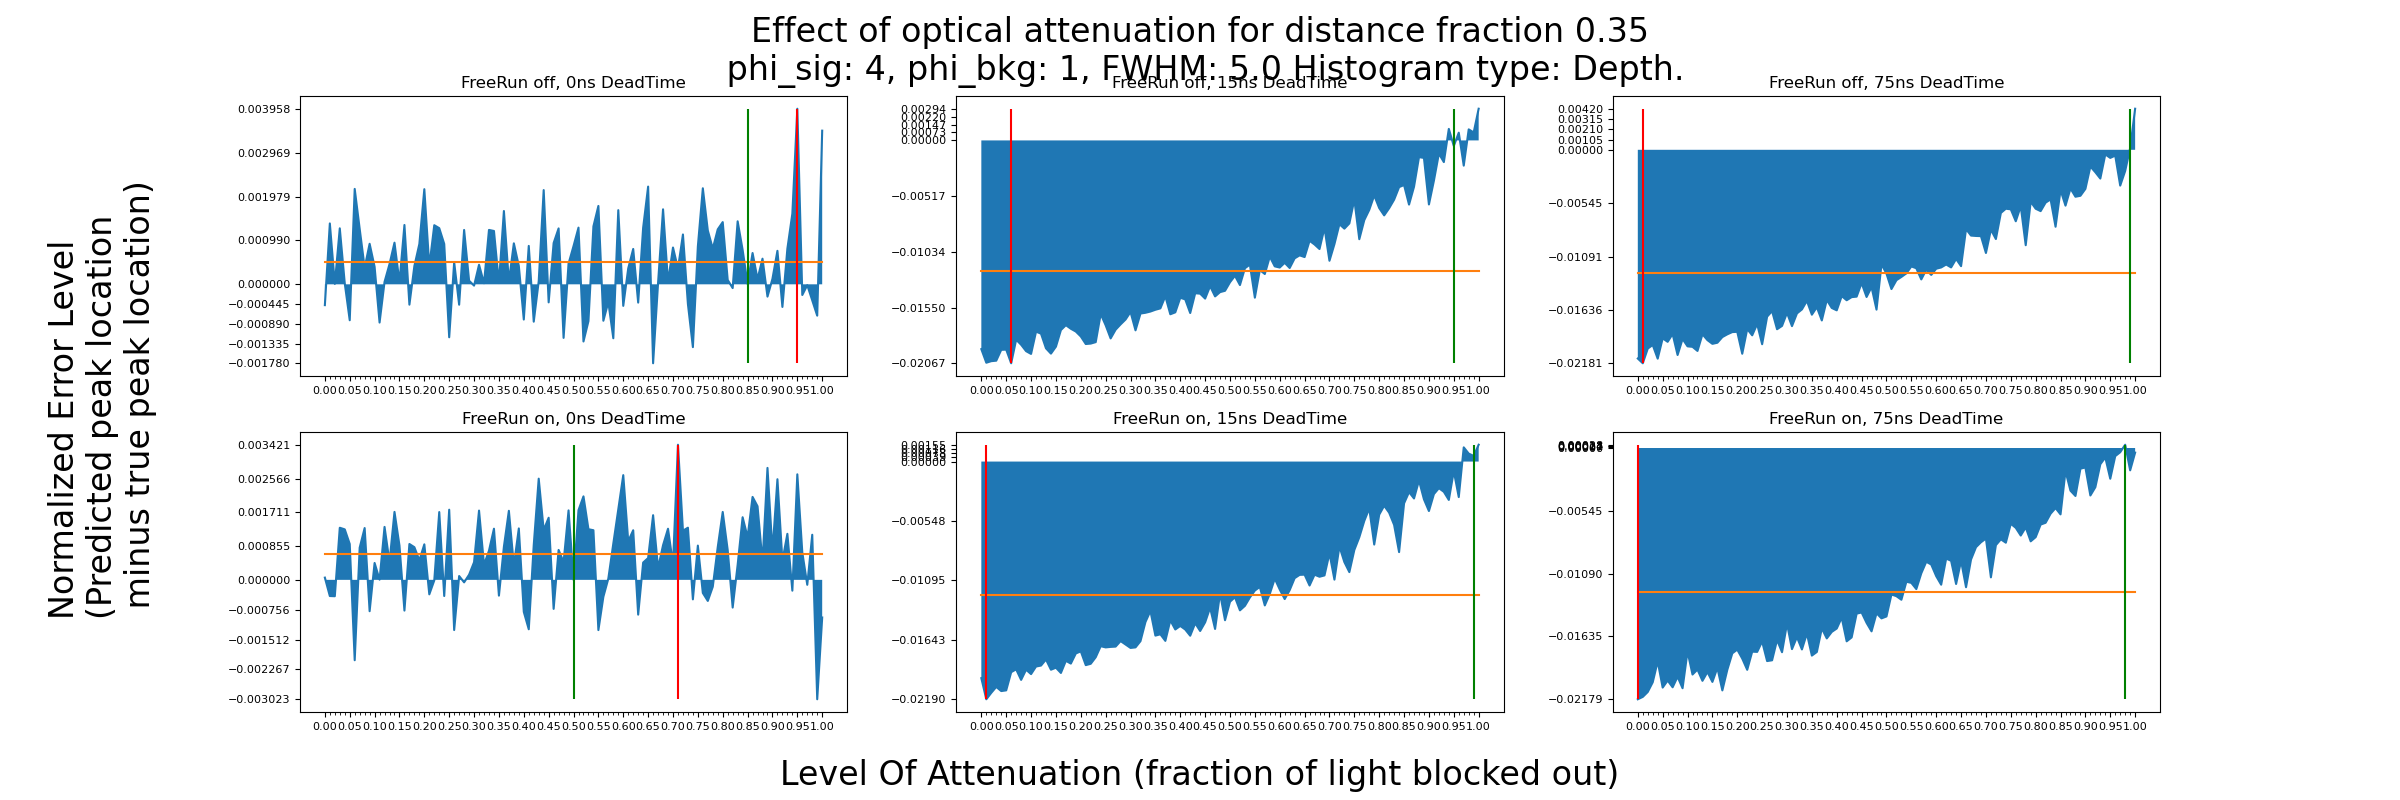 Effect of optical attenuation for distance fraction 0.35
phi_sig: 4, phi_bkg: 1, FWHM: 5.0 Histogram type: Depth.
Normalized Error Level
(Predicted peak location
minus true peak location)
FreeRun off, 0ns DeadTime
0.003958
0.002969
0.001979
0.000990
0.000000
−0.000445
−0.000890
−0.001335
−0.001780
0.00 0.05 0.10 0.15 0.20 0.25 0.30 0.35 0.40 0.45 0.50 0.55 0.60 0.65 0.70 0.75 0.80 0.85 0.90 0.95 1.00
FreeRun off, 15ns DeadTime
0.00294
0.00220
0.00147
0.00073
0.00000
−0.00517
−0.01034
−0.01550
−0.02067
0.00 0.05 0.10 0.15 0.20 0.25 0.30 0.35 0.40 0.45 0.50 0.55 0.60 0.65 0.70 0.75 0.80 0.85 0.90 0.95 1.00
FreeRun off, 75ns DeadTime
0.00420
0.00315
0.00210
0.00105
0.00000
−0.00545
−0.01091
−0.01636
−0.02181
0.00 0.05 0.10 0.15 0.20 0.25 0.30 0.35 0.40 0.45 0.50 0.55 0.60 0.65 0.70 0.75 0.80 0.85 0.90 0.95 1.00
FreeRun on, 0ns DeadTime
0.003421
0.002566
0.001711
0.000855
0.000000
−0.000756
−0.001512
−0.002267
−0.003023
0.00 0.05 0.10 0.15 0.20 0.25 0.30 0.35 0.40 0.45 0.50 0.55 0.60 0.65 0.70 0.75 0.80 0.85 0.90 0.95 1.00
FreeRun on, 15ns DeadTime
0.00155
0.00000
−0.00548
−0.01095
−0.01643
−0.02190
0.00 0.05 0.10 0.15 0.20 0.25 0.30 0.35 0.40 0.45 0.50 0.55 0.60 0.65 0.70 0.75 0.80 0.85 0.90 0.95 1.00
FreeRun on, 75ns DeadTime
−0.00545
−0.01090
−0.01635
−0.02179
0.00 0.05 0.10 0.15 0.20 0.25 0.30 0.35 0.40 0.45 0.50 0.55 0.60 0.65 0.70 0.75 0.80 0.85 0.90 0.95 1.00
Level Of Attenuation (fraction of light blocked out)